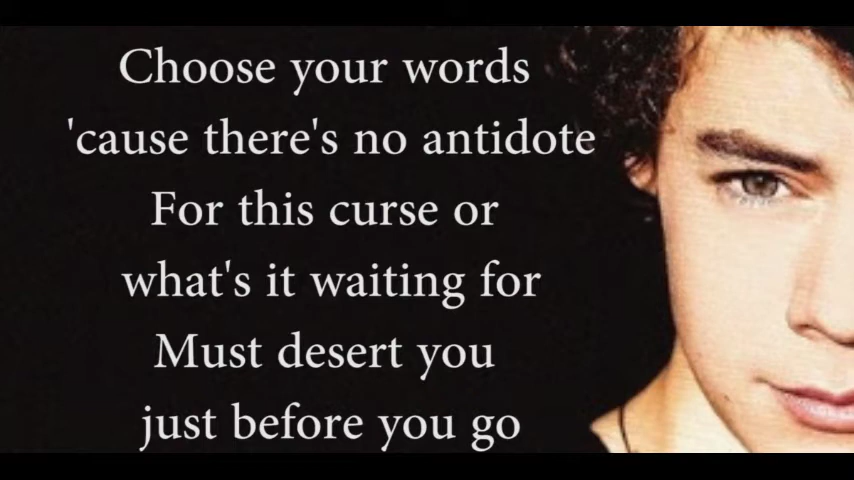 Choose your words
'cause there's no antidote
For this curse or
what's it waiting for
Must desert you
just before you go